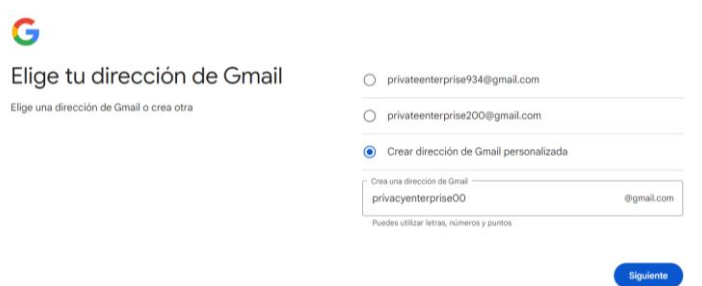 Elige tu dirección de Gmail
Elige una dirección de Gmail o crea otra
privateenterprise934@gmail.com
privateenterprise200@gmail.com
Crear dirección de Gmail personalizada
Crea una dirección de Gmail
privacyenterprise00 @gmail.com
Puedes utilizar letras, números y puntos
Siguiente